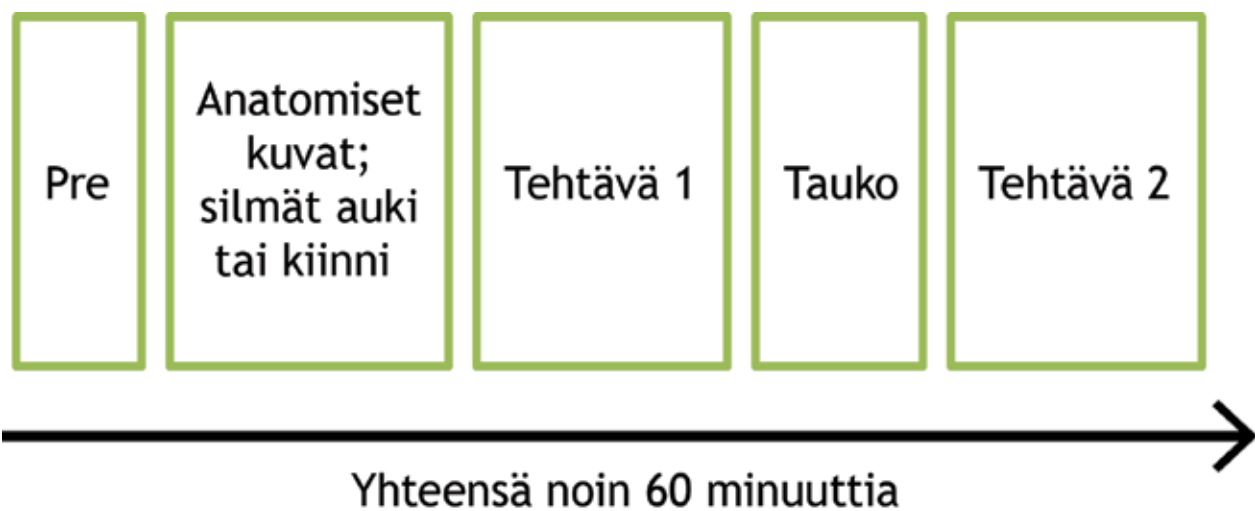 Pre
Anatomiset
kuvat;
silmät auki
tai kiinni
Tehtävä 1
Tauko
Tehtävä 2
Yhteensä noin 60 minuuttia